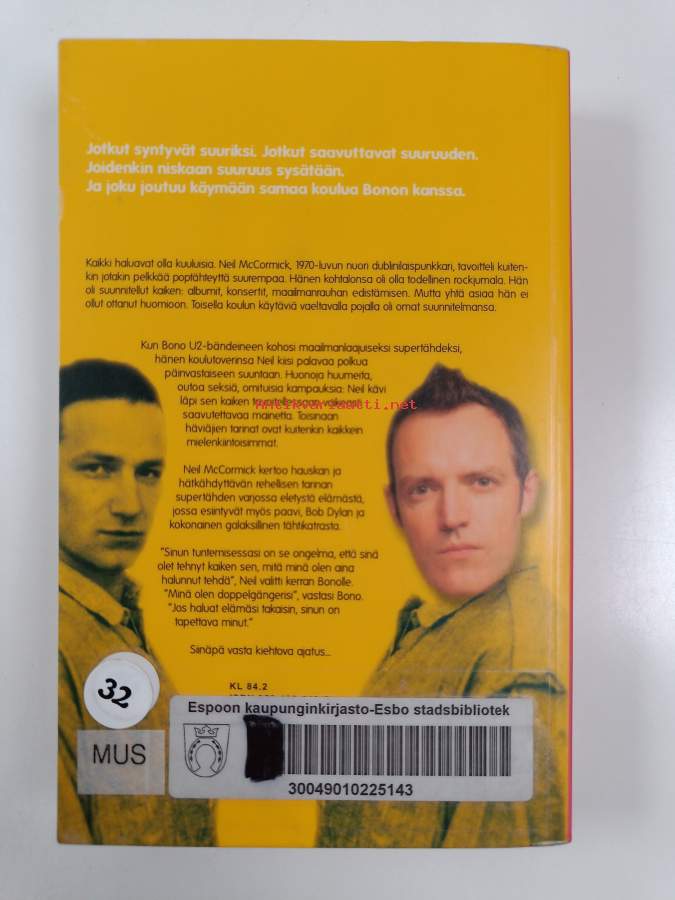 Jotkut syntyvät suuriksi. Jotkut saavuttavat suuruuden.
Joidenkin niskaan suuruus sysätään.
Ja joku joutuu käymään samaa koulua Bonon kanssa.
Kaikki haluavat olla kuuluisia. Neil McCormick, 1970-luvun nuori dublinilaispunkkari, tavoitteli kuiten-
kin jotakin pelkkää poptähteyttä suurempaa. Hänen kohtalonsa oli olla todellinen rockjumala. Hän
oli suunnitellut kaiken: albumit, konsertit, maailmanrauhan edistämisen. Mutta yhtä asiaa hän ei
ollut ottanut huomioon. Toisella koulun käytäviä vaeltavalla pojalla oli omat suunnitelmansa.
Kun Bono U2-bändeineen kohosi maailmanlaajuiseksi supertähdeksi,
hänen koulutoverinsa Neil kiisi palavaa polkua
päinvastaiseen suuntaan. Huonoja huumeita,
outoa seksiä, omituisia kampauksia: Neil kävi
läpi sen kaiken
antikvariaatti.net
saavutettavaa mainetta. Toisinaan
häviäjien tarinat ovat kuitenkin kaikkein
mielenkiintoisimmat.
Neil McCormick kertoo hauskan ja
hätkähdyttävän rehellisen tarinan
supertähden varjossa eletystä elämästä,
jossa esiintyvät myös paavi, Bob Dylan ja
kokonainen galaksillinen tähtikatrasta.
"Sinun tuntemisessasi on se ongelma, että sinä
olet tehnyt kaiken sen, mitä minä olen aina
halunnut tehdä", Neil valitti kerran Bonolle.
"Minä olen doppelgängerisi", vastasi Bono.
"Jos haluat elämäsi takaisin, sinun on
tapettava minut."
Siinäpä vasta kiehtova ajatus...
KL 84.2
32
MUS
Espoon kaupunginkirjasto-Esbo stadsbibliotek
30049010225143